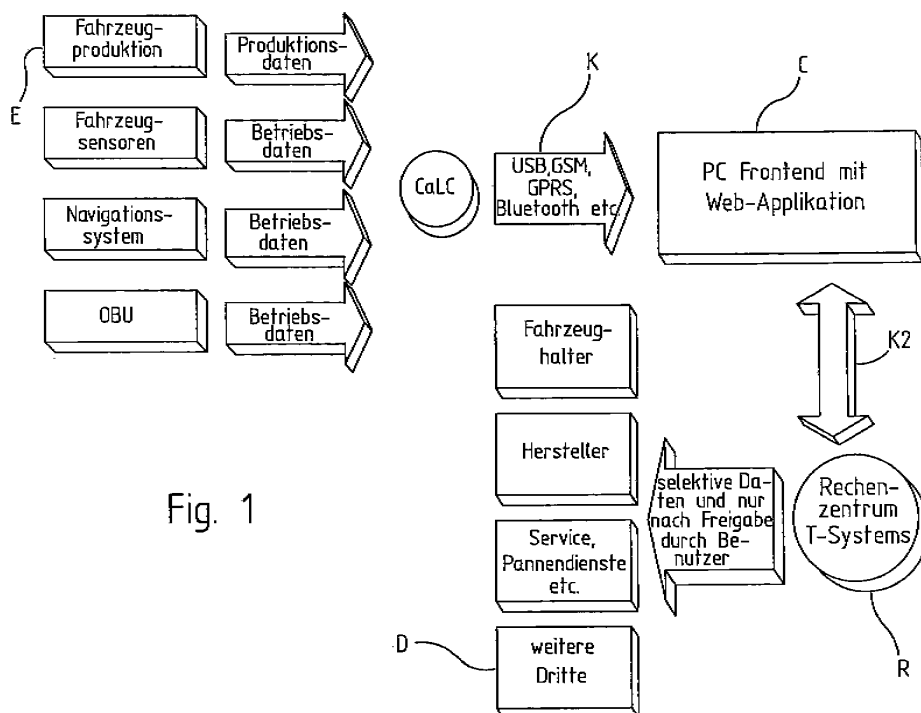 Fahrzeug-
produktion
E
Produktions-
daten
Fahrzeug-
sensoren
Betriebs-
daten
Navigations-
system
Betriebs-
daten
OBU
Betriebs-
daten
CaLC
K
USB,GSM,
GPRS,
Bluetooth etc
C
PC Frontend mit
Web-Applikation
K2
Fahrzeug-
halter
Hersteller
Service,
Pannendienste
etc.
D
weitere
Dritte
selektive Da-
ten und nur
nach Freigabe
durch Be-
nutzer
Rechen-
zentrum
T-Systems
R
Fig. 1